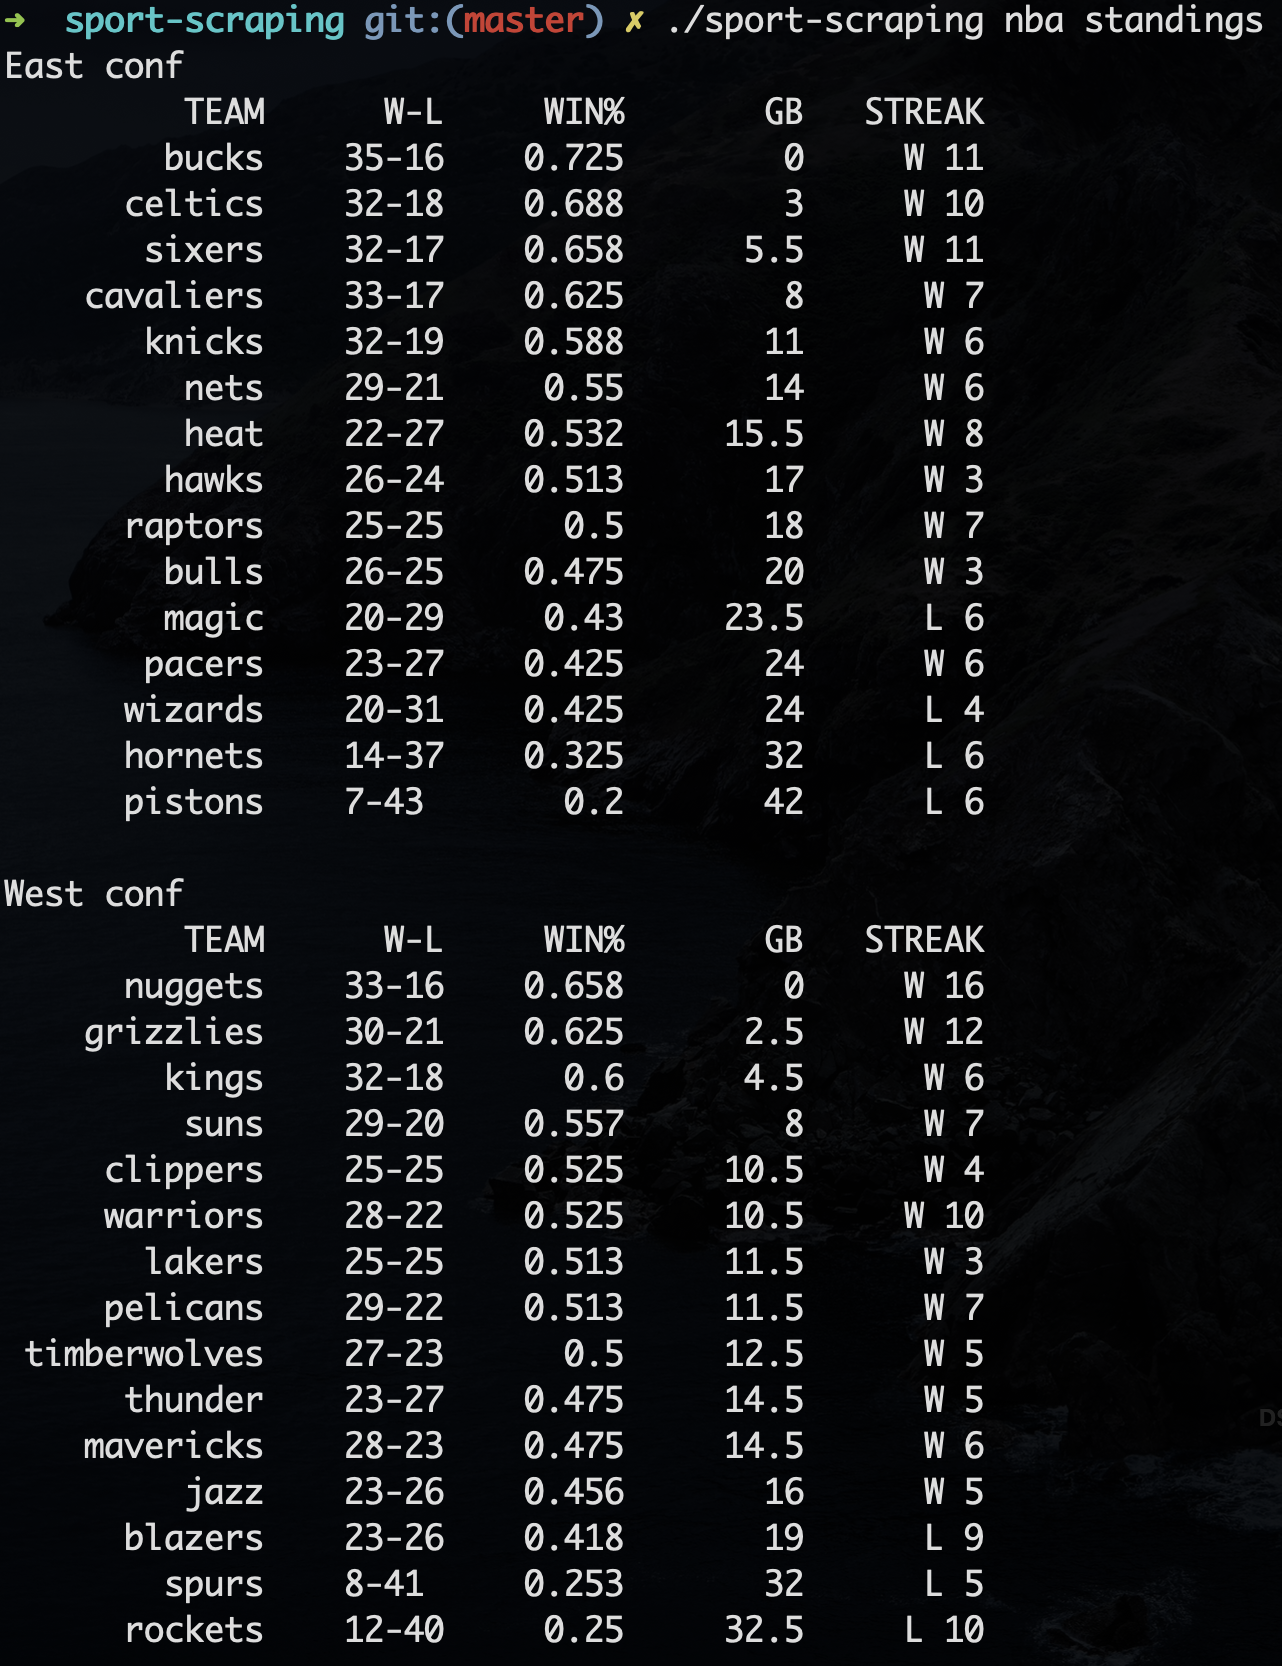 ➜  sport-scraping git:(master) ✗ ./sport-scraping nba standings
East conf
TEAM W-L WIN% GB STREAK
bucks 35-16 0.725 0 W 11
celtics 32-18 0.688 3 W 10
sixers 32-17 0.658 5.5 W 11
cavaliers 33-17 0.625 8 W 7
knicks 32-19 0.588 11 W 6
nets 29-21 0.55 14 W 6
heat 22-27 0.532 15.5 W 8
hawks 26-24 0.513 17 W 3
raptors 25-25 0.5 18 W 7
bulls 26-25 0.475 20 W 3
magic 20-29 0.43 23.5 L 6
pacers 23-27 0.425 24 W 6
wizards 20-31 0.425 24 L 4
hornets 14-37 0.325 32 L 6
pistons 7-43 0.2 42 L 6
West conf
TEAM W-L WIN% GB STREAK
nuggets 33-16 0.658 0 W 16
grizzlies 30-21 0.625 2.5 W 12
kings 32-18 0.6 4.5 W 6
suns 29-20 0.557 8 W 7
clippers 25-25 0.525 10.5 W 4
warriors 28-22 0.525 10.5 W 10
lakers 25-25 0.513 11.5 W 3
pelicans 29-22 0.513 11.5 W 7
timberwolves 27-23 0.5 12.5 W 5
thunder 23-27 0.475 14.5 W 5
mavericks 28-23 0.475 14.5 W 6
jazz 23-26 0.456 16 W 5
blazers 23-26 0.418 19 L 9
spurs 8-41 0.253 32 L 5
rockets 12-40 0.25 32.5 L 10